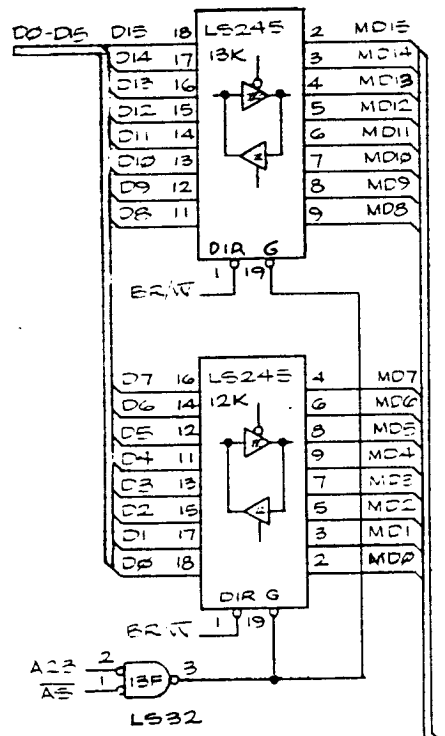 D0-D15 D15 18 LS245 2 MD15
D14 17 13K 3 MD14
D13 16 4 MD13
D12 15 5 MD12
D11 14 6 MD11
D10 13 7 MD10
D9 12 8 MD9
D8 11 9 MD8
DIR G
1 19
BR/W
D7 16 LS245 4 MD7
D6 14 12K 6 MD6
D5 12 8 MD5
D4 11 9 MD4
D3 13 7 MD3
D2 15 5 MD2
D1 17 3 MD1
D0 18 2 MD0
DIR G
1 19
BR/W
A23 2
13F 3
AS 1
LS32